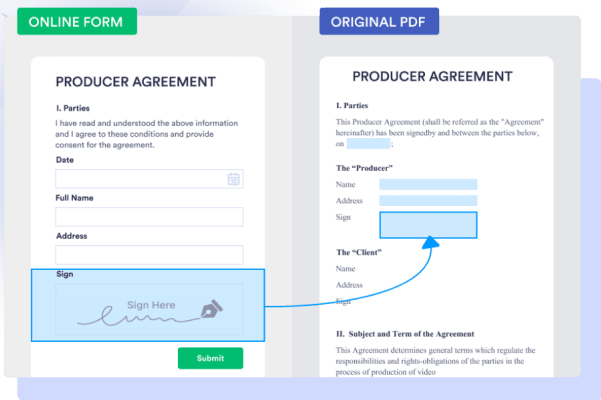 ONLINE FORM
PRODUCER AGREEMENT
I. Parties
I have read and understood the above information
and I agree to these conditions and provide
consent for the agreement.
Date
Full Name
Address
Sign
Sign Here
Submit
ORIGINAL PDF
PRODUCER AGREEMENT
I. Parties
This Producer Agreement (shall be referred as the "Agreement"
hereinafter) has been signedby and between the parties below,
on ;
The “Producer”
Name
Address
Sign
The “Client”
Name
Address
Sign
II. Subject and Term of the Agreement
This Agreement determines general terms which regulate the
responsibilities and rights-obligations of the parties in the
process of production of video